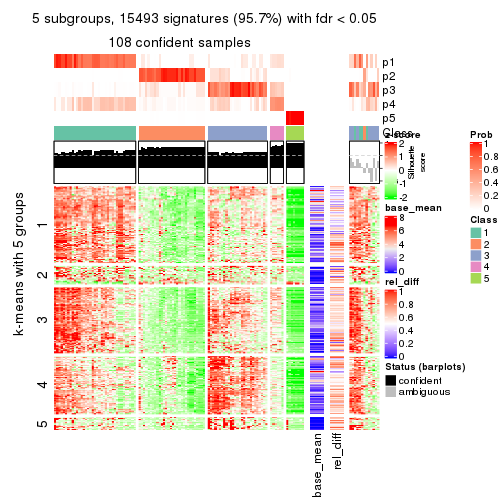 5 subgroups, 15493 signatures (95.7%) with fdr < 0.05
108 confident samples
p1
p2
p3
p4
p5
Class
z-score
2
1
0
-1
-2
Silhouette
score
Prob
1
0.8
0.6
0.4
0.2
0
base_mean
8
6
4
2
0
Class
1
2
3
4
5
rel_diff
1
0.8
0.6
0.4
0.2
0
Status (barplots)
confident
ambiguous
k-means with 5 groups
1
2
3
4
5
base_mean
rel_diff